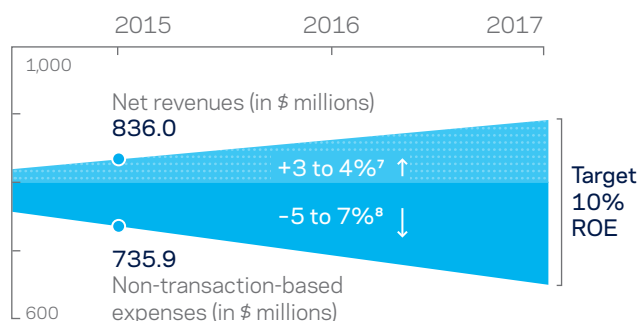 2015
2016
2017
1,000
Net revenues (in $ millions)
836.0
+3 to 4%⁷ ↑
Target
10%
ROE
-5 to 7%⁸ ↓
735.9
Non-transaction-based
expenses (in $ millions)
600